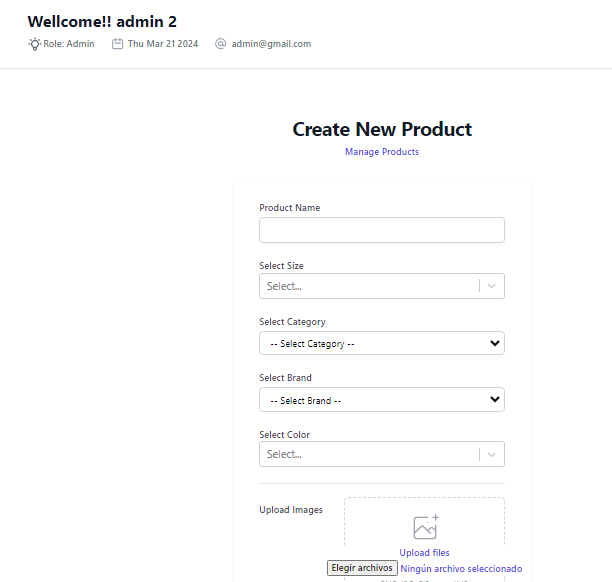 Wellcome!! admin 2
Role: Admin Thu Mar 21 2024 admin@gmail.com
Create New Product
Manage Products
Product Name
Select Size
Select...
Select Category
-- Select Category --
Select Brand
-- Select Brand --
Select Color
Select...
Upload Images
Upload files
Elegir archivos Ningún archivo seleccionado